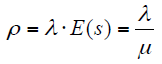 ρ = λ · E(s) = λ/μ